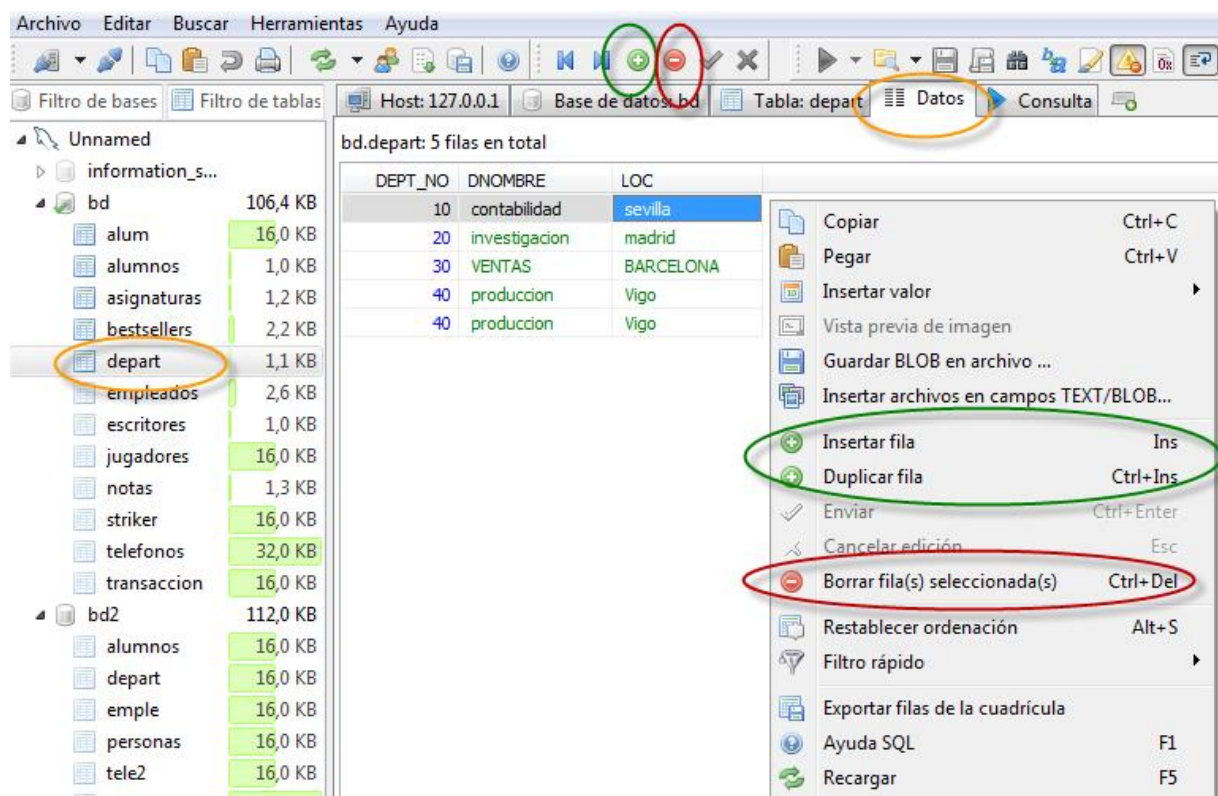 Archivo Editar Buscar Herramientas Ayuda
Filtro de bases Filtro de tablas Host: 127.0.0.1 Base de datos: bd Tabla: depart Datos Consulta
Unnamed
information_s...
bd 106,4 KB
alum 16,0 KB
alumnos 1,0 KB
asignaturas 1,2 KB
bestsellers 2,2 KB
depart 1,1 KB
empleados 2,6 KB
escritores 1,0 KB
jugadores 16,0 KB
notas 1,3 KB
striker 16,0 KB
telefonos 32,0 KB
transaccion 16,0 KB
bd2 112,0 KB
alumnos 16,0 KB
depart 16,0 KB
emple 16,0 KB
personas 16,0 KB
tele2 16,0 KB
bd.depart: 5 filas en total
DEPT_NO DNOMBRE LOC
10 contabilidad sevilla
20 investigacion madrid
30 VENTAS BARCELONA
40 produccion Vigo
40 produccion Vigo
Copiar Ctrl+C
Pegar Ctrl+V
Insertar valor
Vista previa de imagen
Guardar BLOB en archivo ...
Insertar archivos en campos TEXT/BLOB...
Insertar fila Ins
Duplicar fila Ctrl+Ins
Enviar Ctrl+Enter
Cancelar edición Esc
Borrar fila(s) seleccionada(s) Ctrl+Del
Restablecer ordenación Alt+S
Filtro rápido
Exportar filas de la cuadrícula
Ayuda SQL F1
Recargar F5